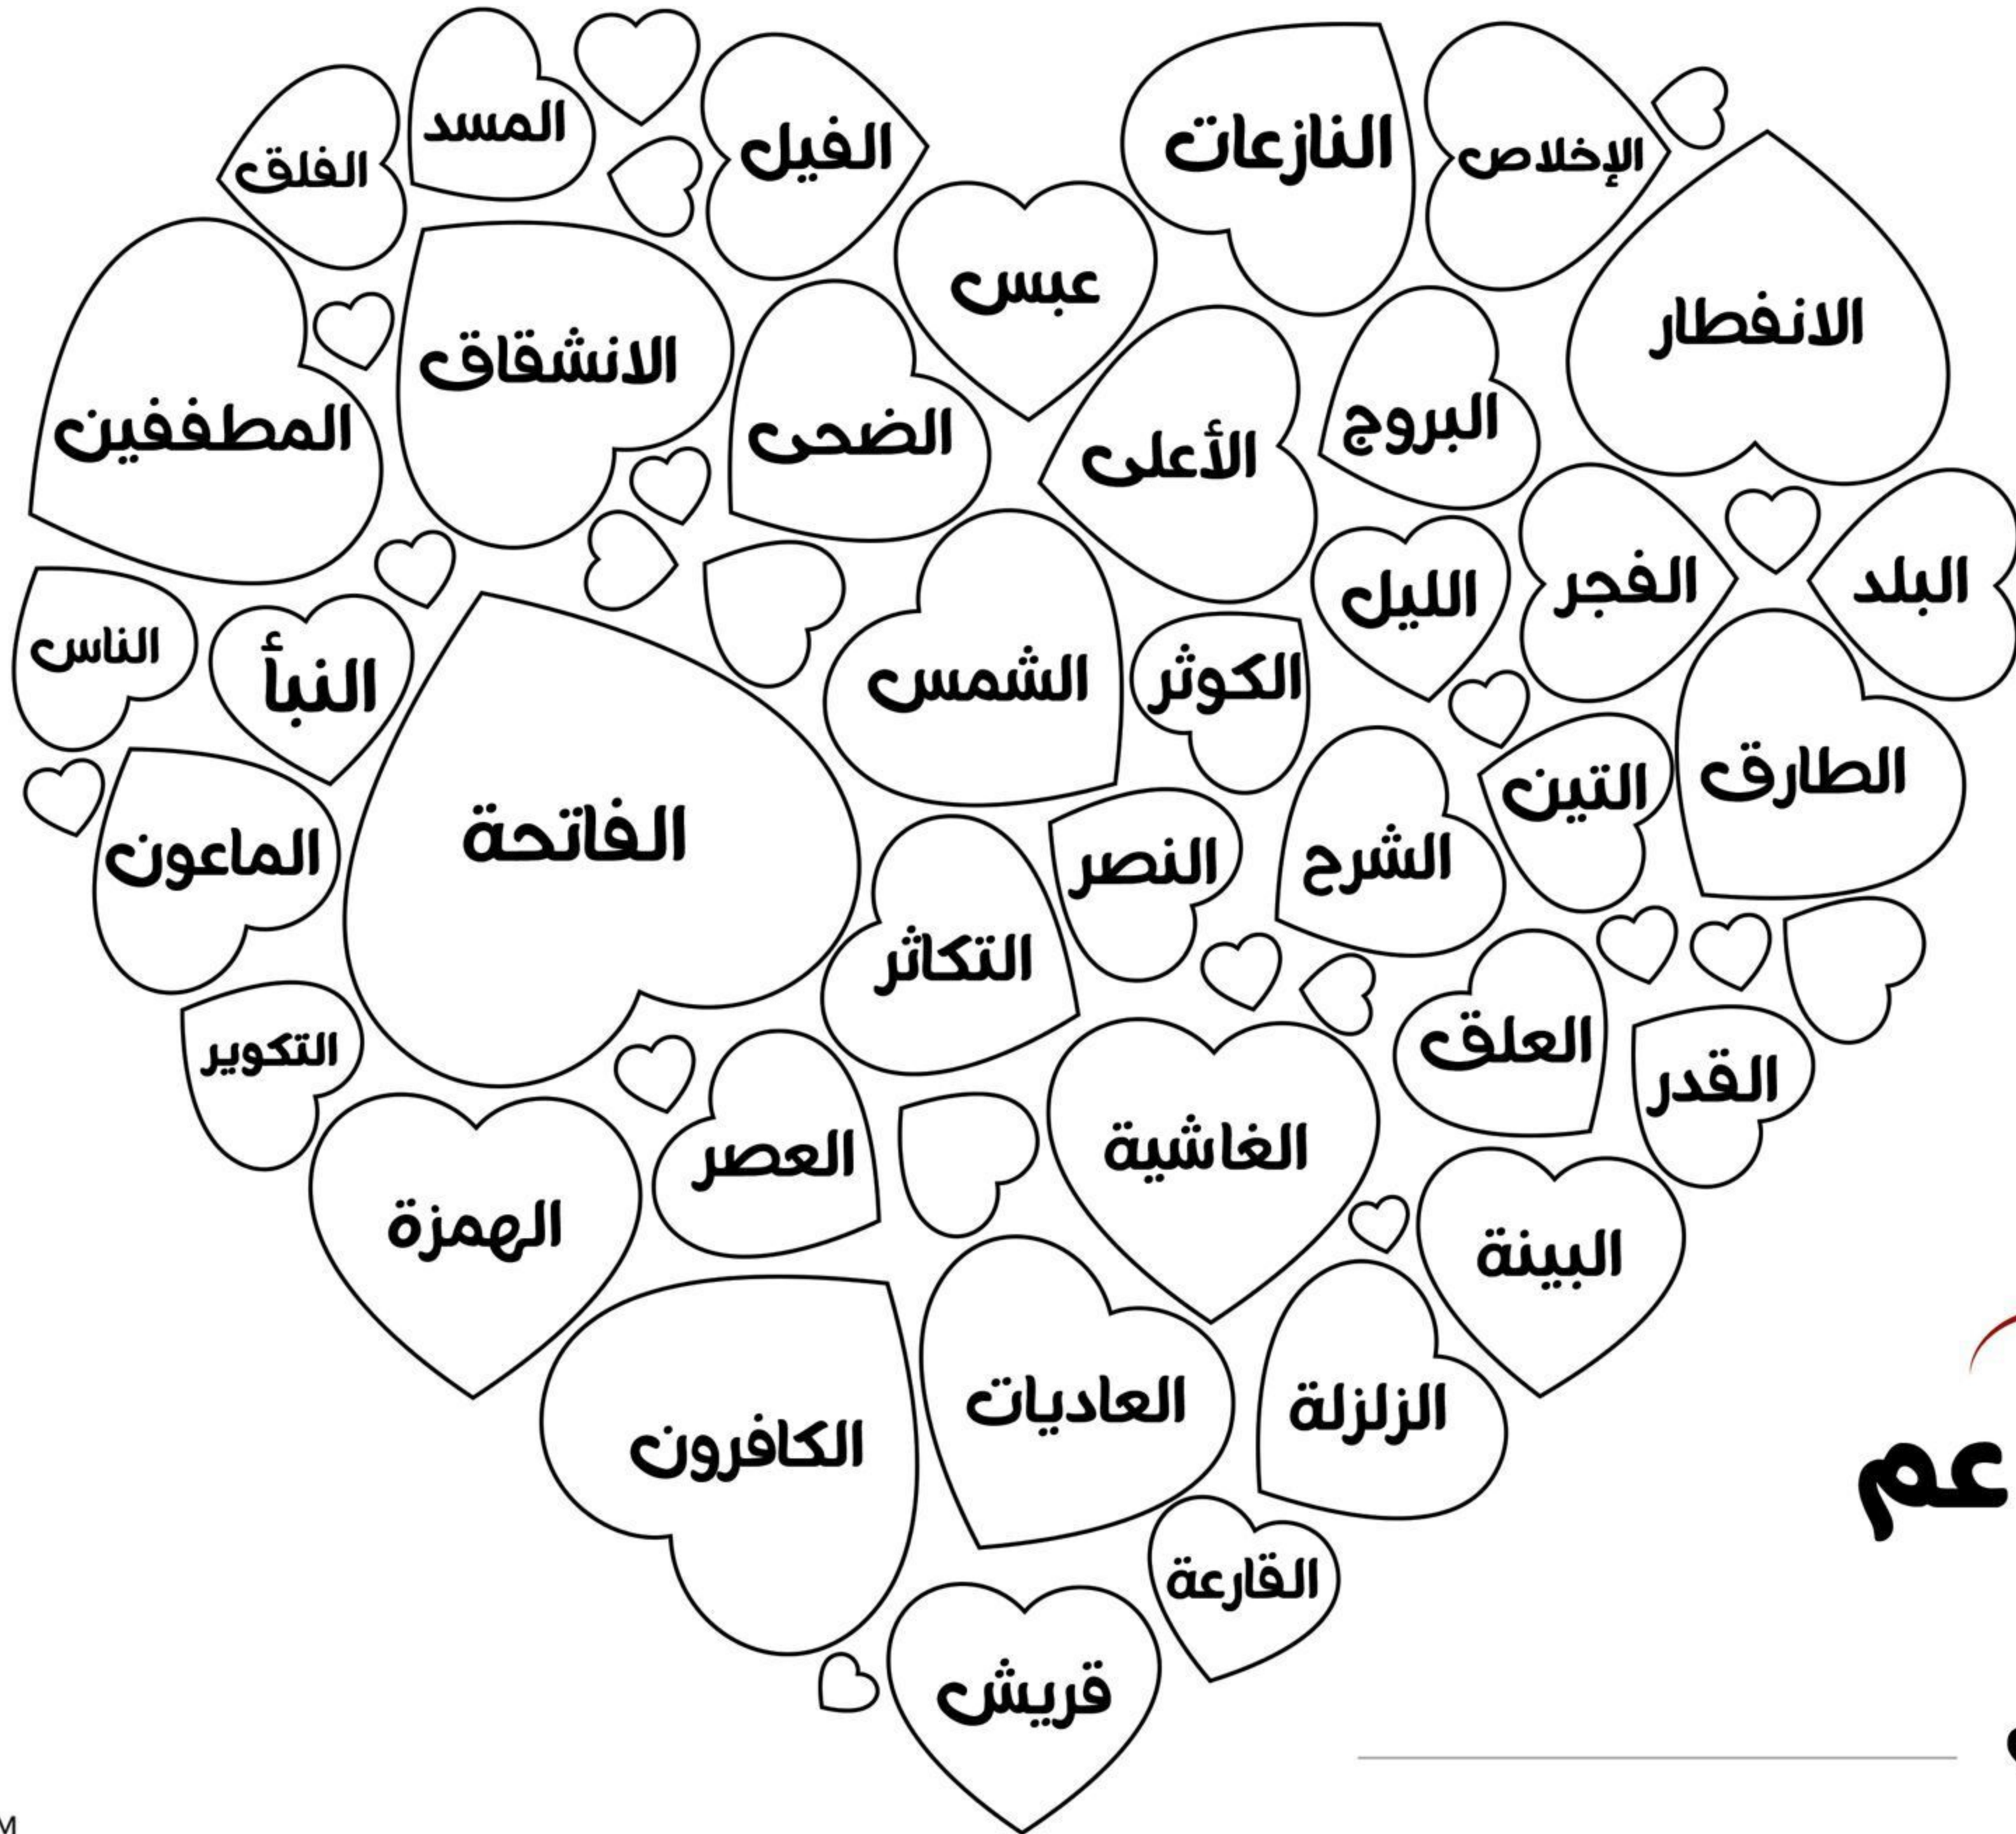 المسد
الفلق
الفيل
النازعات
الإخلاص
عبس
الانفطار
الانشقاق
المطففين
الضحى
الأعلى
البروج
الليل
الفجر
البلد
الناس
النبأ
الشمس
الكوثر
الطارق
التين
الفاتحة
الماعون
النصر
الشرح
التكاثر
التكوير
العلق
القدر
العصر
الغاشية
الهمزة
البينة
العاديات
الزلزلة
الكافرون
عم
القارعة
قريش
M